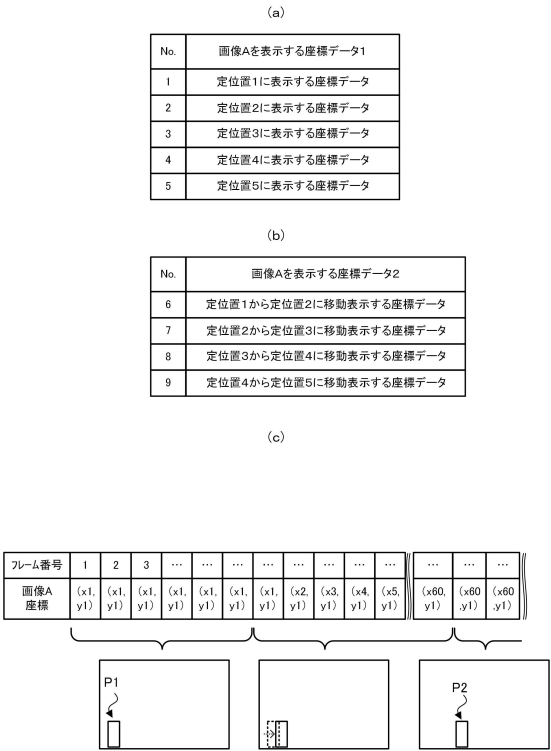 (a)
No. 画像Aを表示する座標データ1
1 定位置1に表示する座標データ
2 定位置2に表示する座標データ
3 定位置3に表示する座標データ
4 定位置4に表示する座標データ
5 定位置5に表示する座標データ
(b)
No. 画像Aを表示する座標データ2
6 定位置1から定位置2に移動表示する座標データ
7 定位置2から定位置3に移動表示する座標データ
8 定位置3から定位置4に移動表示する座標データ
9 定位置4から定位置5に移動表示する座標データ
(c)
フレーム番号 1 2 3 … … … … … … … … … … …
画像A座標 (x1,y1) (x1,y1) (x1,y1) (x1,y1) (x1,y1) (x1,y1) (x1,y1) (x2,y1) (x3,y1) (x4,y1) (x5,y1) (x60,y1) (x60,y1) (x60,y1)
P1 P2